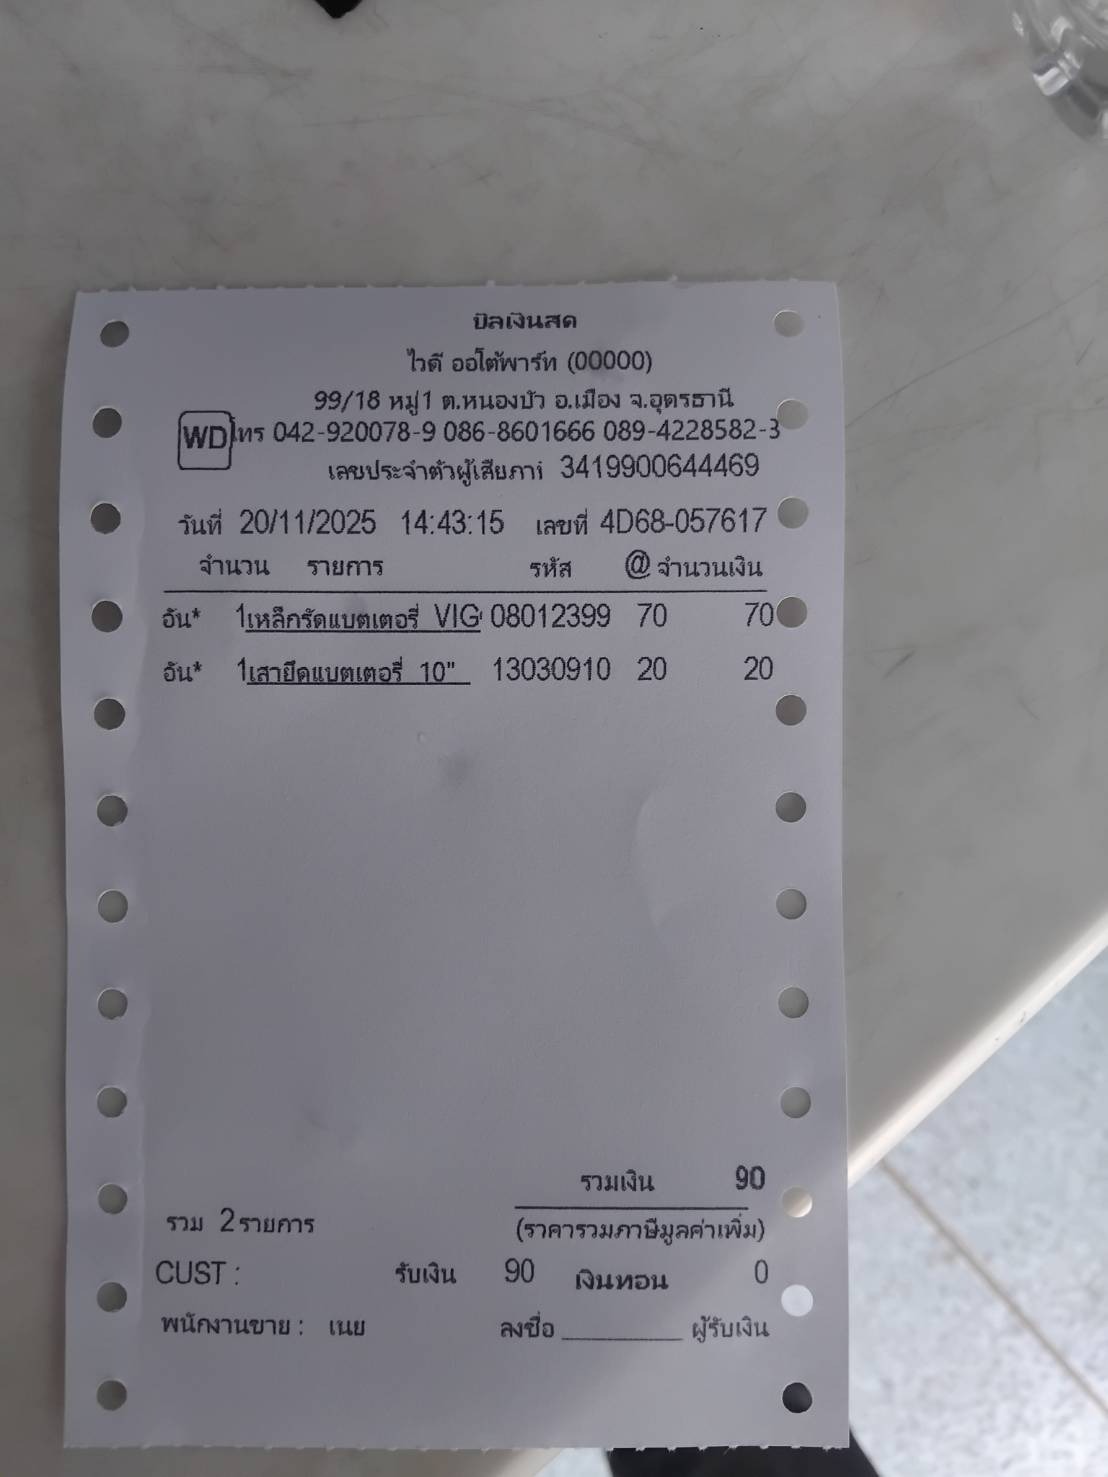 บิลเงินสด
ไวดี ออโต้พาร์ท (00000)
99/18 หมู่1 ต.หนองบัว อ.เมือง จ.อุดรธานี
WD โทร 042-920078-9 086-8601666 089-4228582-3
เลขประจำตัวผู้เสียภาษี 3419900644469
วันที่ 20/11/2025 14:43:15 เลขที่ 4D68-057617
จำนวน รายการ รหัส @ จำนวนเงิน
อัน* 1 เหล็กรัดแบตเตอรี่ VIG 08012399 70 70
อัน* 1 เสายึดแบตเตอรี่ 10" 13030910 20 20
รวมเงิน 90
รวม 2 รายการ (ราคารวมภาษีมูลค่าเพิ่ม)
CUST : รับเงิน 90 เงินทอน 0
พนักงานขาย : เนย ลงชื่อ __________ ผู้รับเงิน